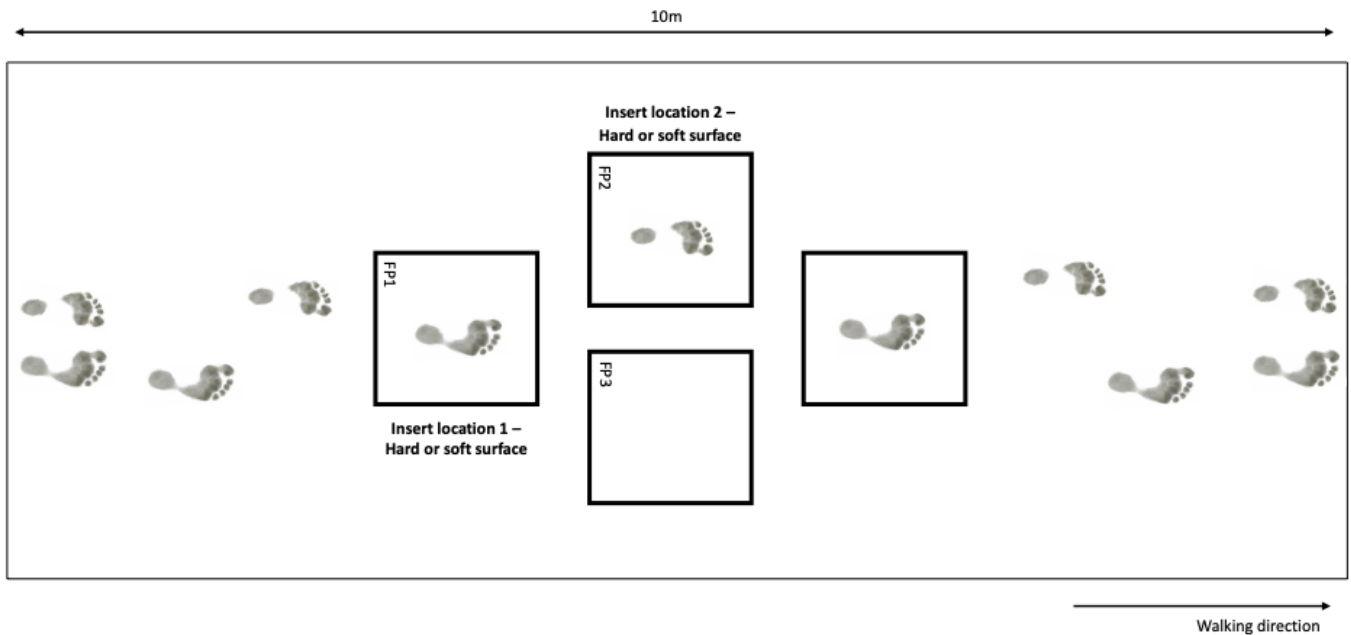 10m
Insert location 2 –
Hard or soft surface
FP2
FP1
FP3
Insert location 1 –
Hard or soft surface
Walking direction